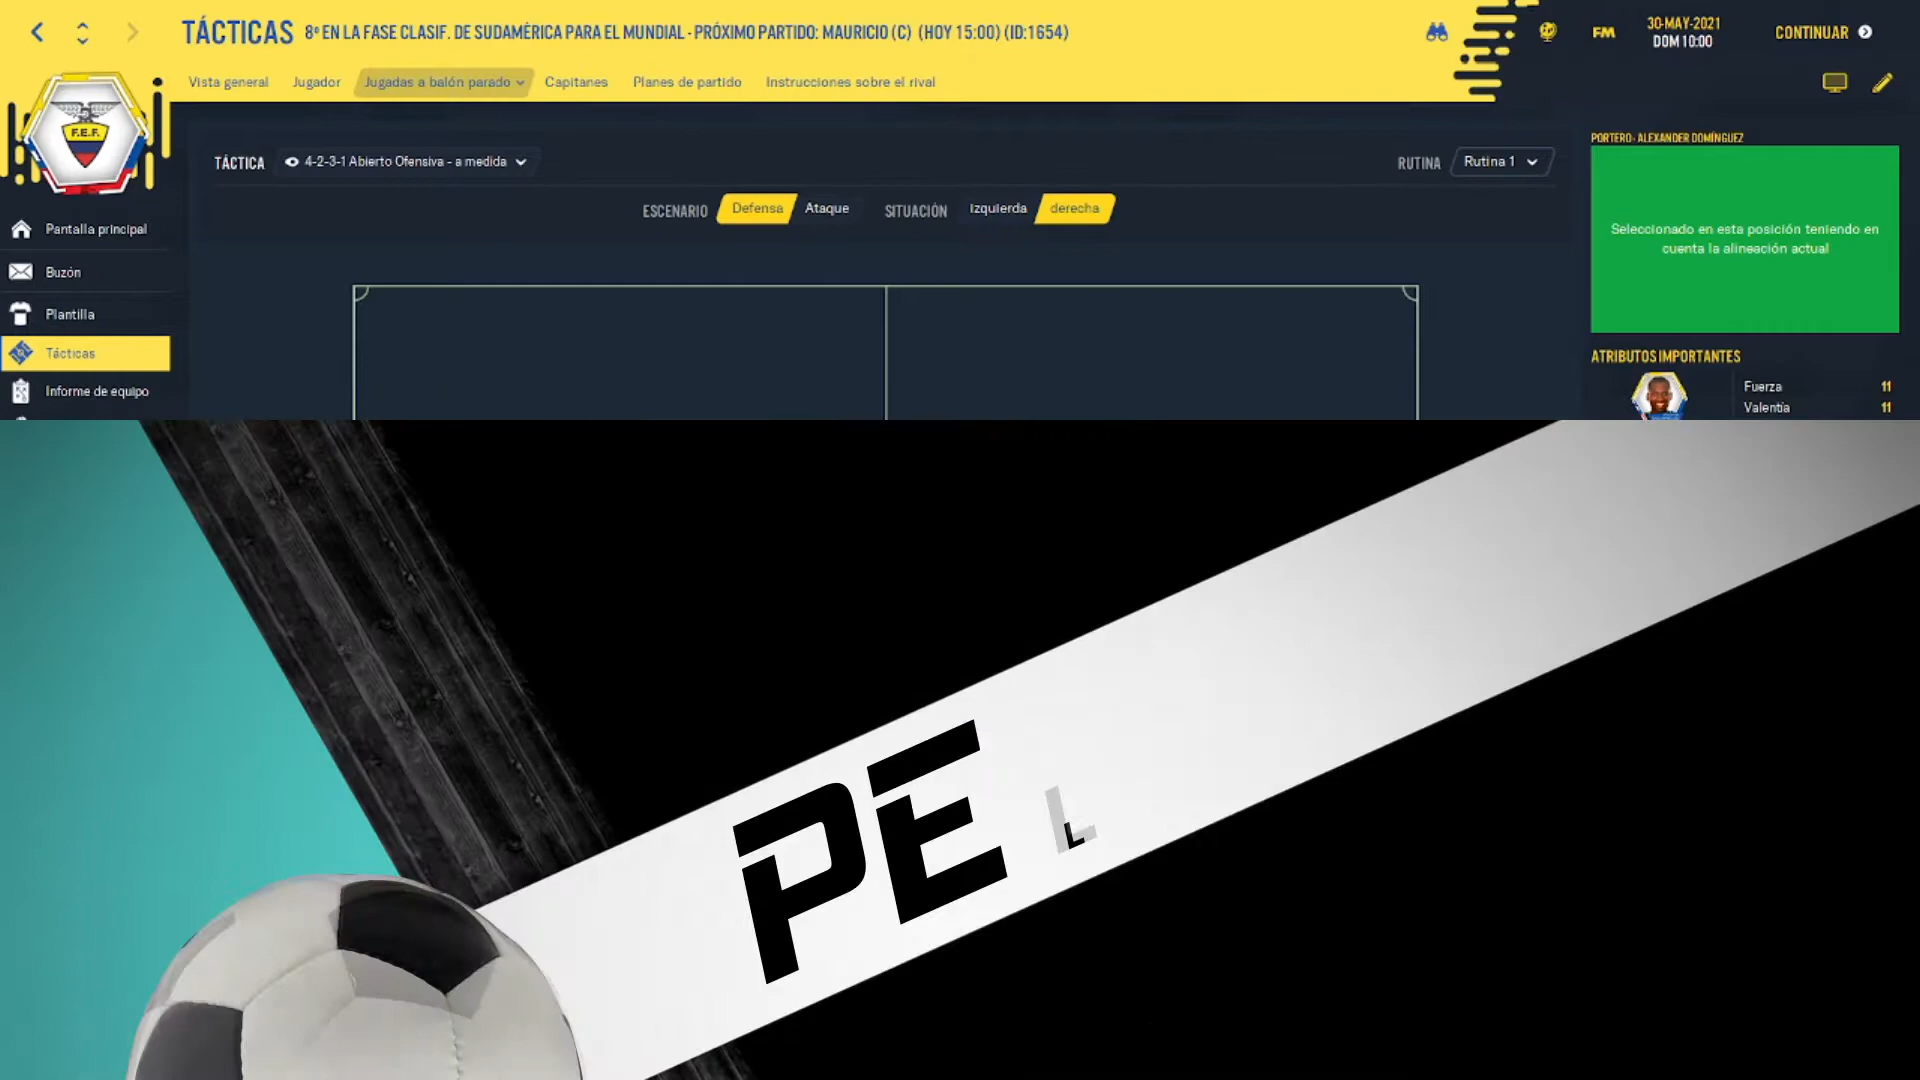 TÁCTICAS 8º EN LA FASE CLASIF. DE SUDAMÉRICA PARA EL MUNDIAL - PRÓXIMO PARTIDO: MAURICIO (C) (HOY 15:00) (ID:1654)
FM
30-MAY-2021
DOM 10:00
CONTINUAR
Vista general Jugador Jugadas a balón parado Capitanes Planes de partido Instrucciones sobre el rival
F.E.F.
PORTERO- ALEXANDER DOMÍNGUEZ
TÁCTICA 4-2-3-1 Abierto Ofensiva - a medida
RUTINA Rutina 1
ESCENARIO Defensa Ataque SITUACIÓN Izquierda derecha
Seleccionado en esta posición teniendo en
cuenta la alineación actual
Pantalla principal
Buzón
Plantilla
Tácticas
Informe de equipo
ATRIBUTOS IMPORTANTES
Fuerza 11
Valentía 11
PEL